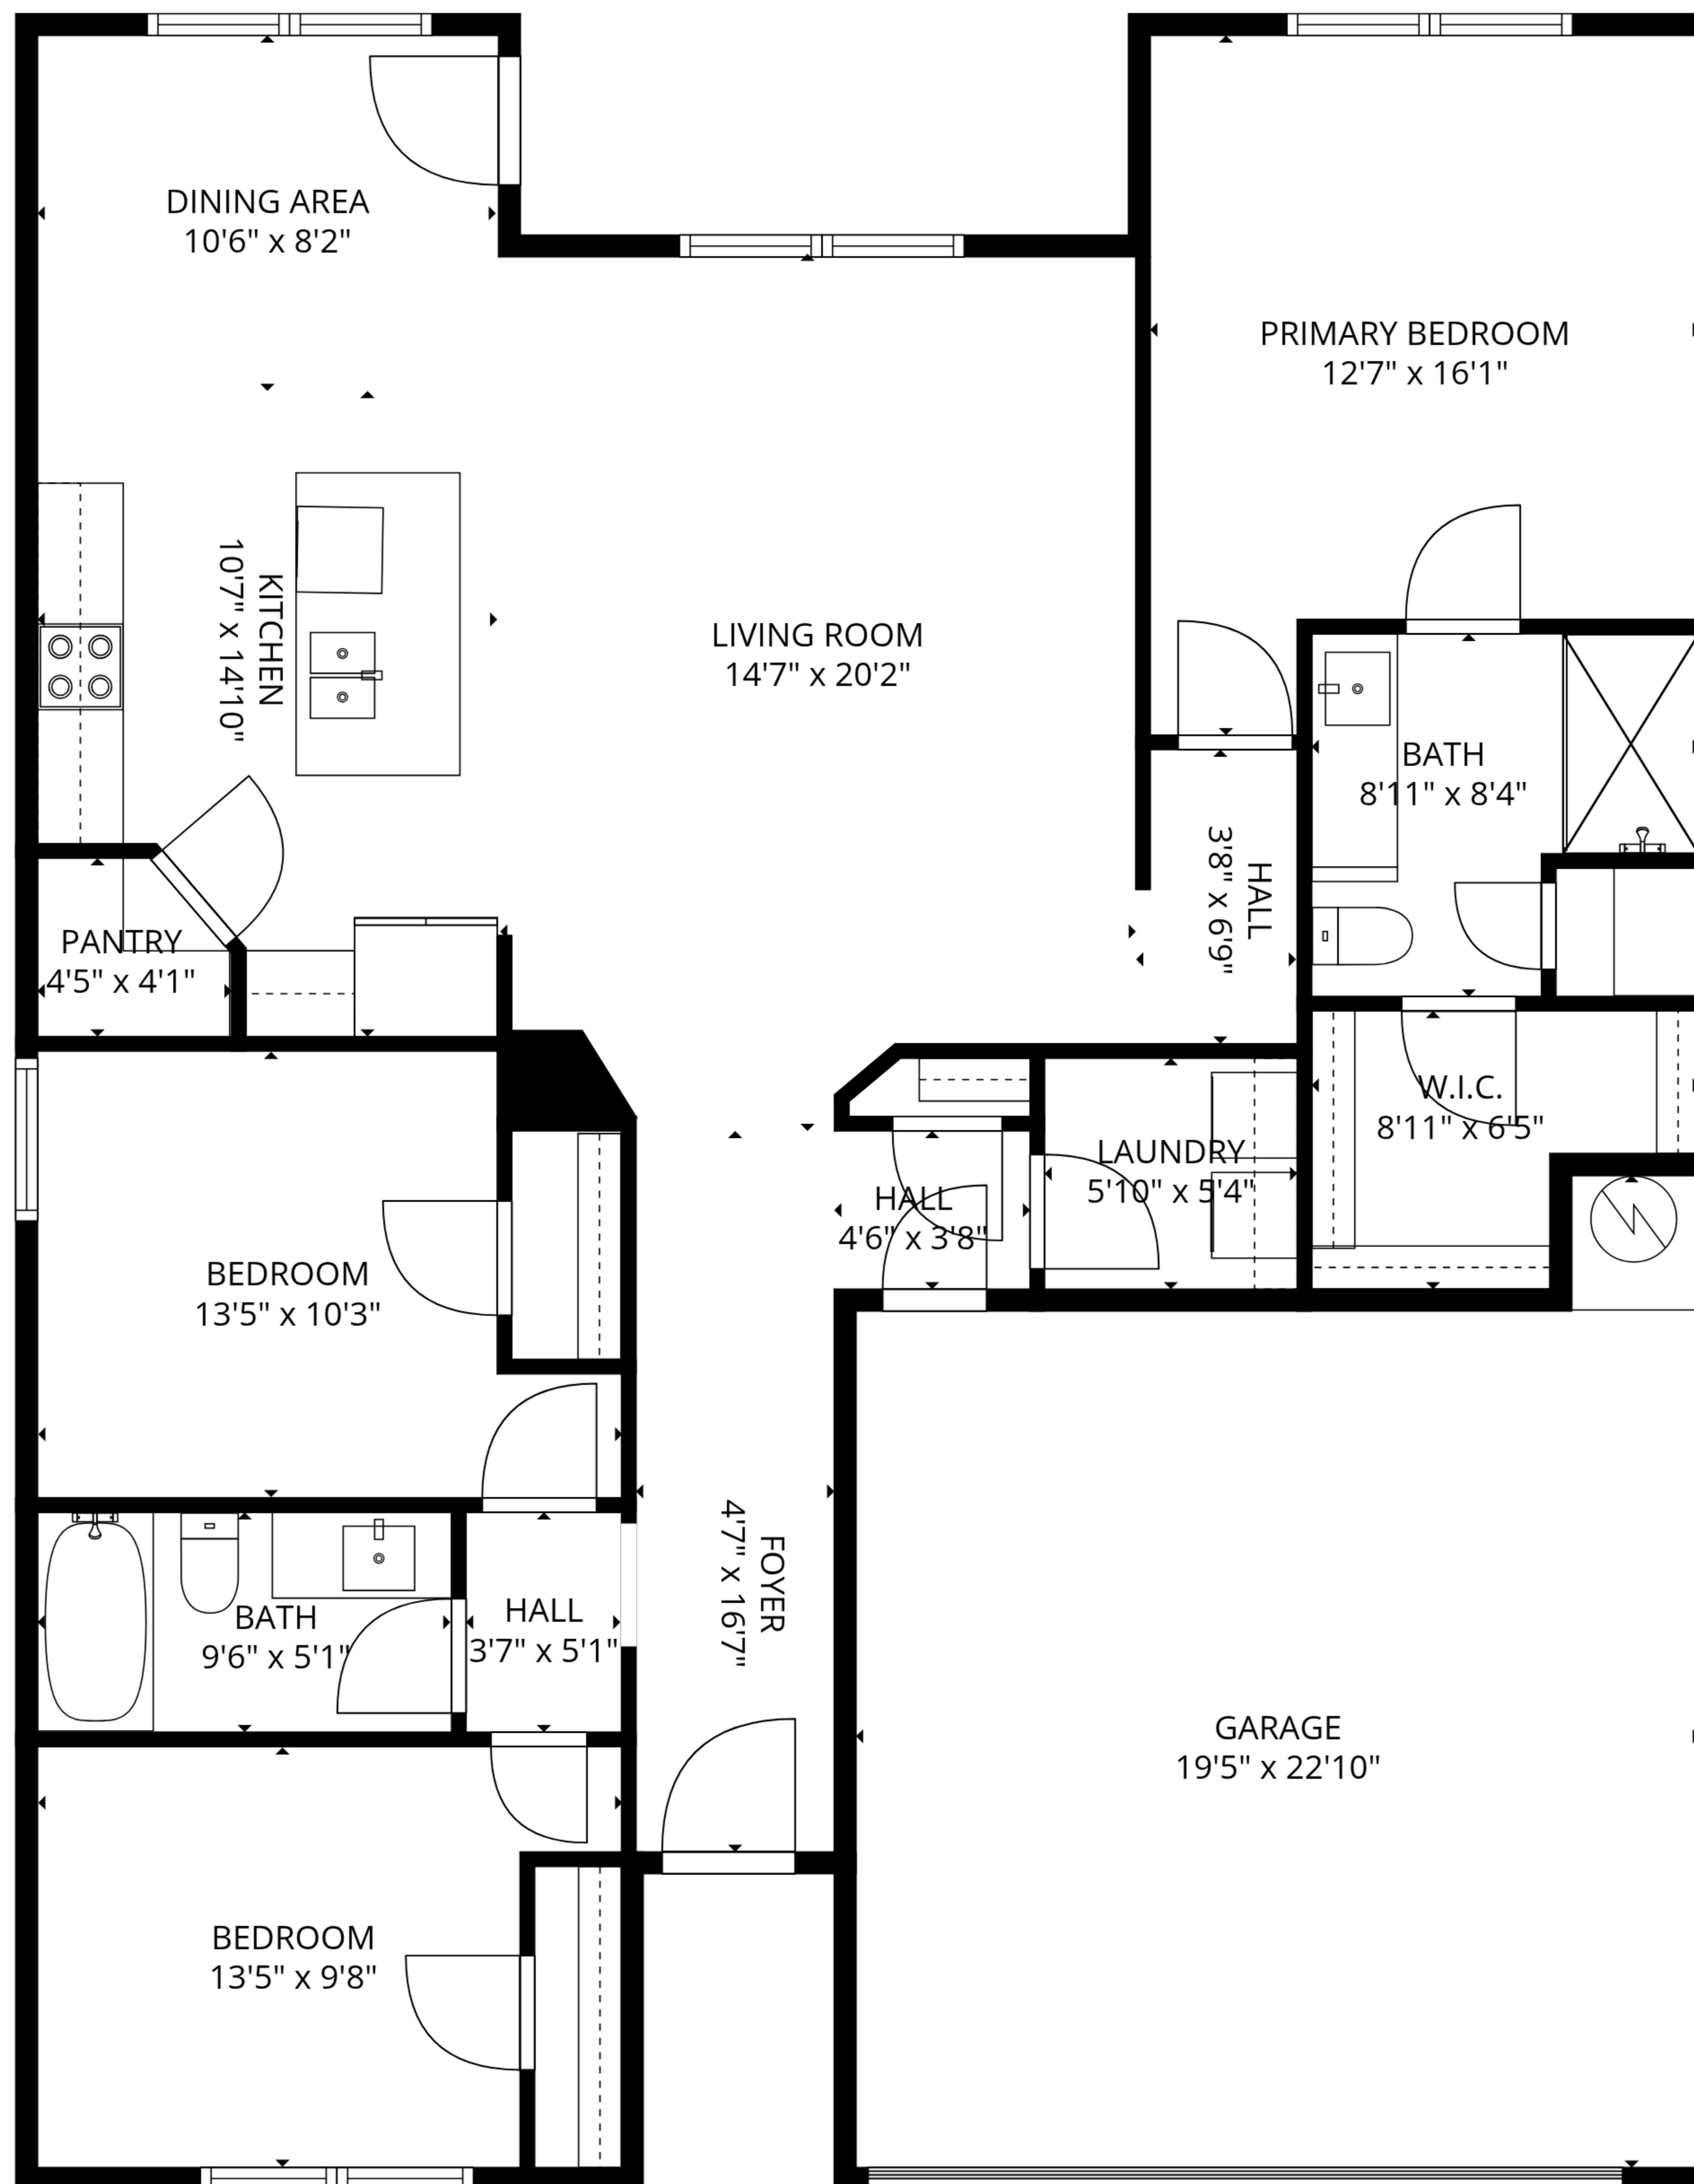 DINING AREA
10'6" x 8'2"
PRIMARY BEDROOM
12'7" x 16'1"
KITCHEN
10'7" x 14'10"
LIVING ROOM
14'7" x 20'2"
BATH
8'11" x 8'4"
HALL
3'8" x 6'9"
PANTRY
4'5" x 4'1"
W.I.C.
8'11" x 6'5"
LAUNDRY
5'10" x 5'4"
HALL
4'6" x 3'8"
BEDROOM
13'5" x 10'3"
FOYER
4'7" x 16'7"
BATH
9'6" x 5'1"
HALL
3'7" x 5'1"
GARAGE
19'5" x 22'10"
BEDROOM
13'5" x 9'8"